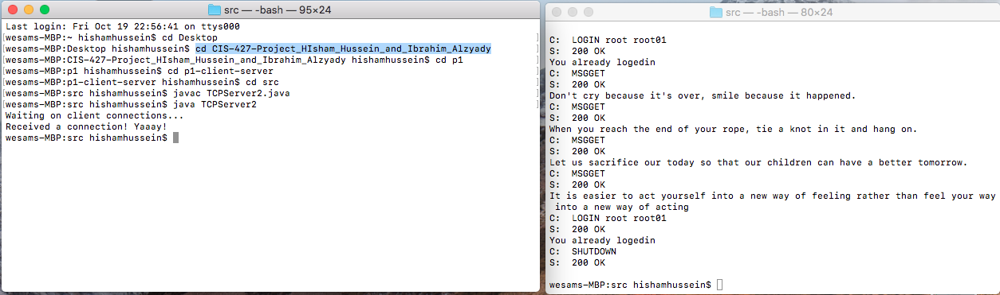 src — -bash — 95×24
Last login: Fri Oct 19 22:56:41 on ttys000
[wesams-MBP:~ hishamhussein$ cd Desktop ]
[wesams-MBP:Desktop hishamhussein$ cd CIS-427-Project_HIsham_Hussein_and_Ibrahim_Alzyady ]
[wesams-MBP:CIS-427-Project_HIsham_Hussein_and_Ibrahim_Alzyady hishamhussein$ cd p1 ]
[wesams-MBP:p1 hishamhussein$ cd p1-client-server ]
[wesams-MBP:p1-client-server hishamhussein$ cd src ]
[wesams-MBP:src hishamhussein$ javac TCPServer2.java ]
[wesams-MBP:src hishamhussein$ java TCPServer2 ]
Waiting on client connections...
Received a connection! Yaaay!
wesams-MBP:src hishamhussein$
src — -bash — 80×24
C:  LOGIN root root01
S:  200 OK
You already logedin
C:  MSGGET
S:  200 OK
Don't cry because it's over, smile because it happened.
C:  MSGGET
S:  200 OK
When you reach the end of your rope, tie a knot in it and hang on.
C:  MSGGET
S:  200 OK
Let us sacrifice our today so that our children can have a better tomorrow.
C:  MSGGET
S:  200 OK
It is easier to act yourself into a new way of feeling rather than feel your way
 into a new way of acting
C:  LOGIN root root01
S:  200 OK
You already logedin
C:  SHUTDOWN
S:  200 OK
wesams-MBP:src hishamhussein$